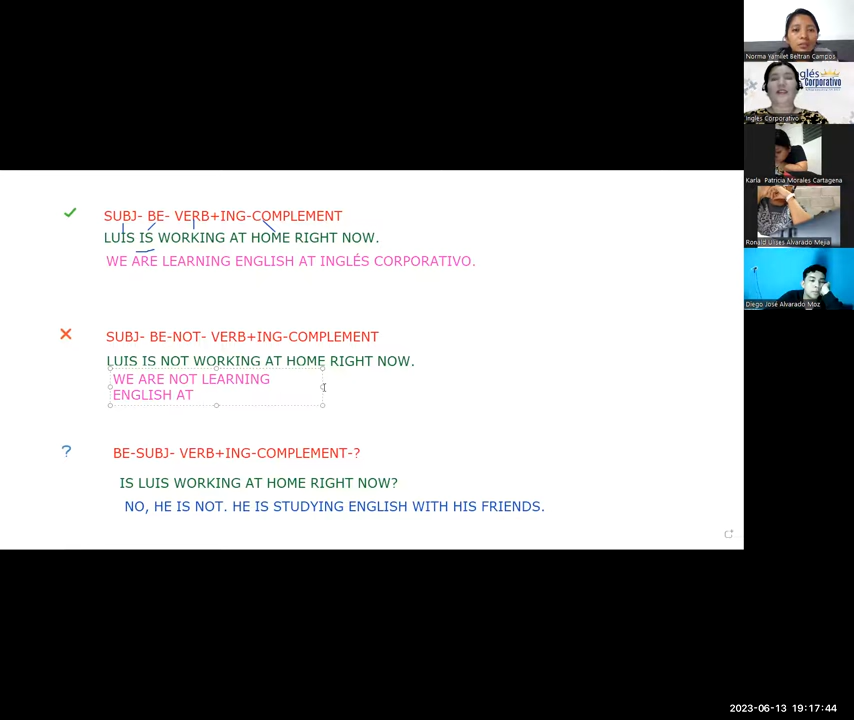 Norma Yamilet Beltran Campos
glés
Corporativo
Inglés Corporativo
Karla Patricia Morales Cartagena
Ronald Ulises Alvarado Mejia
Diego José Alvarado Moz
SUBJ- BE- VERB+ING-COMPLEMENT
LUIS IS WORKING AT HOME RIGHT NOW.
WE ARE LEARNING ENGLISH AT INGLÉS CORPORATIVO.
SUBJ- BE-NOT- VERB+ING-COMPLEMENT
LUIS IS NOT WORKING AT HOME RIGHT NOW.
WE ARE NOT LEARNING
ENGLISH AT
? BE-SUBJ- VERB+ING-COMPLEMENT-?
IS LUIS WORKING AT HOME RIGHT NOW?
NO, HE IS NOT. HE IS STUDYING ENGLISH WITH HIS FRIENDS.
2023-06-13 19:17:44